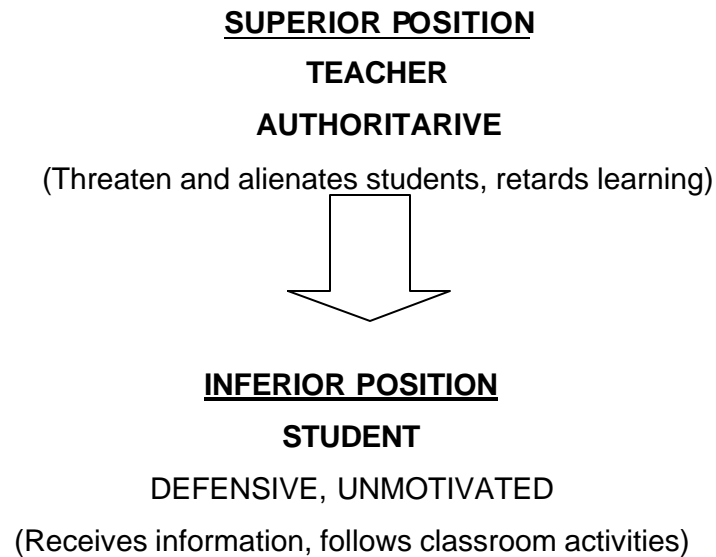 SUPERIOR POSITION
TEACHER
AUTHORITARIVE
(Threaten and alienates students, retards learning)
INFERIOR POSITION
STUDENT
DEFENSIVE, UNMOTIVATED
(Receives information, follows classroom activities)